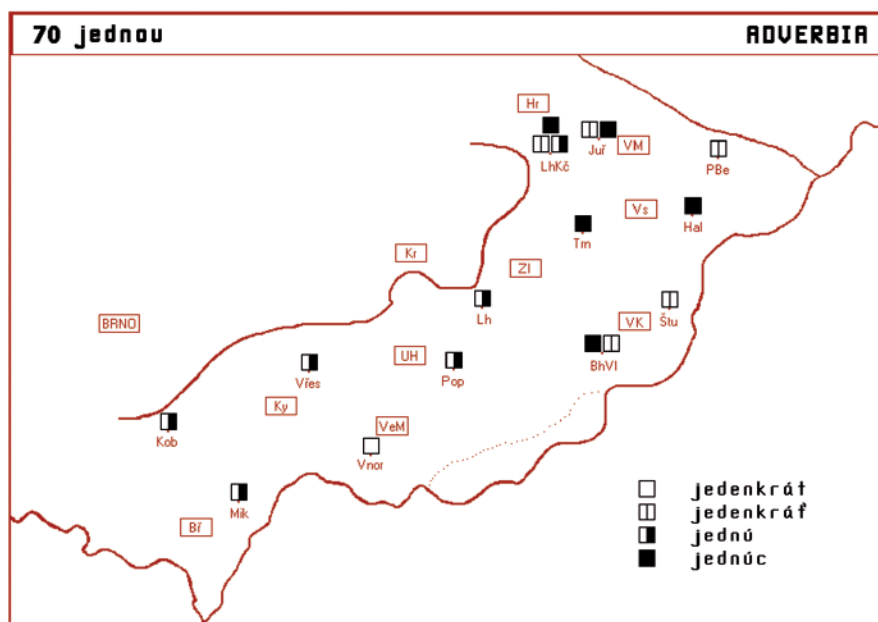 70 jednou
ADVERBIA
Hr
LhKč
Juř
VM
PBe
Vs
Hal
Trn
Kr
Zl
Lh
Štu
VK
BRNO
UH
BhVl
Vřes
Pop
Ky
VeM
Kob
Vnor
Mik
Bř
jedenkrát
jedenkráť
jednú
jednúc